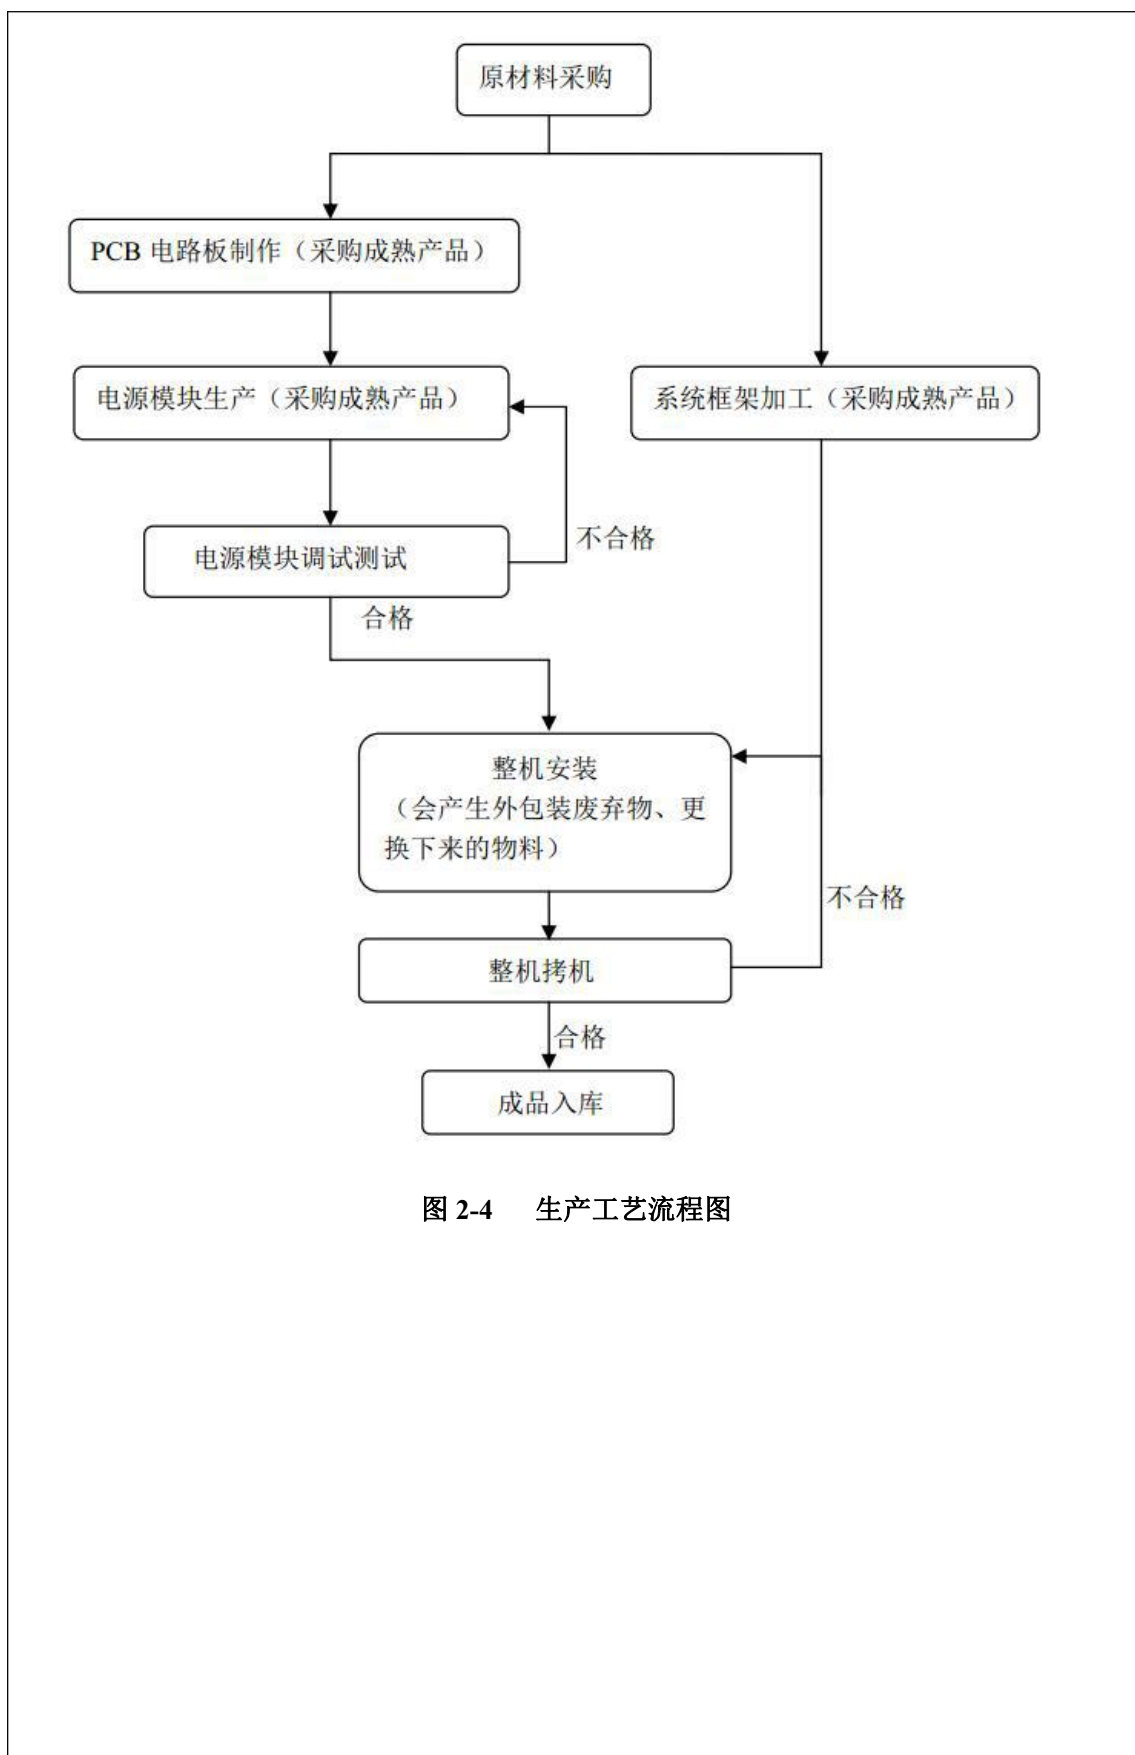 原材料采购
PCB 电路板制作（采购成熟产品）
电源模块生产（采购成熟产品）
系统框架加工（采购成熟产品）
不合格
电源模块调试测试
合格
整机安装
（会产生外包装废弃物、更
换下来的物料）
不合格
整机拷机
合格
成品入库
图 2-4 生产工艺流程图